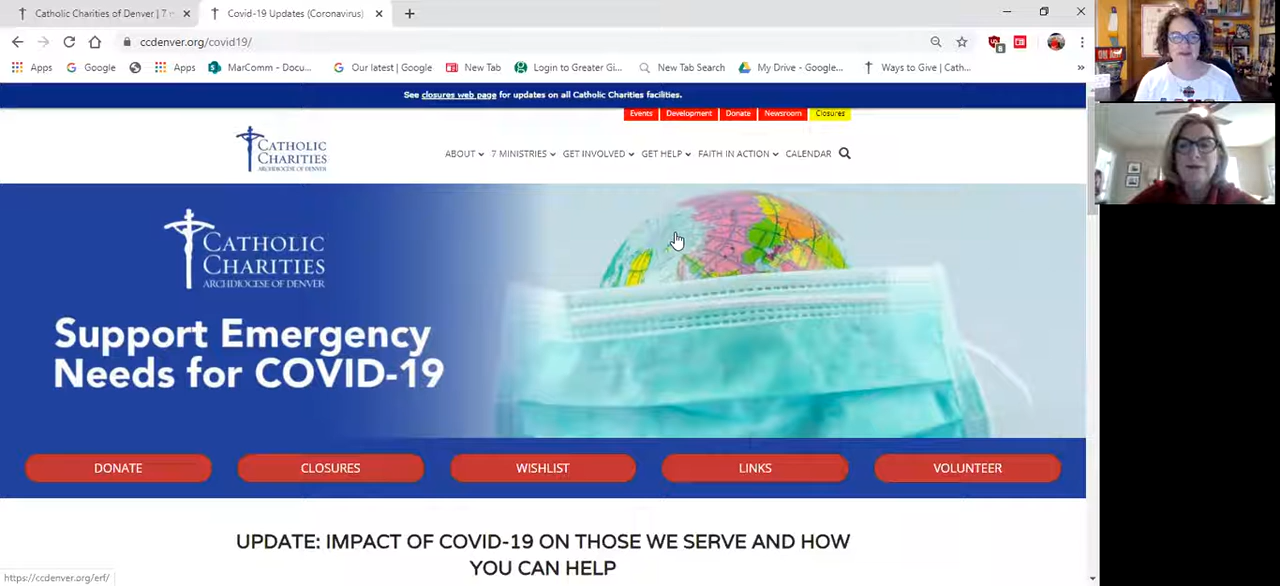 Catholic Charities of Denver | 7
Covid-19 Updates (Coronavirus)
ccdenver.org/covid19/
Apps
Google
Apps
MarComm - Docu...
Our latest | Google
New Tab
Login to Greater Gi...
New Tab Search
My Drive - Google...
Ways to Give | Cath...
See closures web page for updates on all Catholic Charities facilities.
Events
Development
Donate
Newsroom
Closures
CATHOLIC
CHARITIES
ARCHDIOCESE OF DENVER
ABOUT
7 MINISTRIES
GET INVOLVED
GET HELP
FAITH IN ACTION
CALENDAR
CATHOLIC
CHARITIES
ARCHDIOCESE OF DENVER
Support Emergency
Needs for COVID-19
DONATE
CLOSURES
WISHLIST
LINKS
VOLUNTEER
UPDATE: IMPACT OF COVID-19 ON THOSE WE SERVE AND HOW
YOU CAN HELP
https://ccdenver.org/erf/